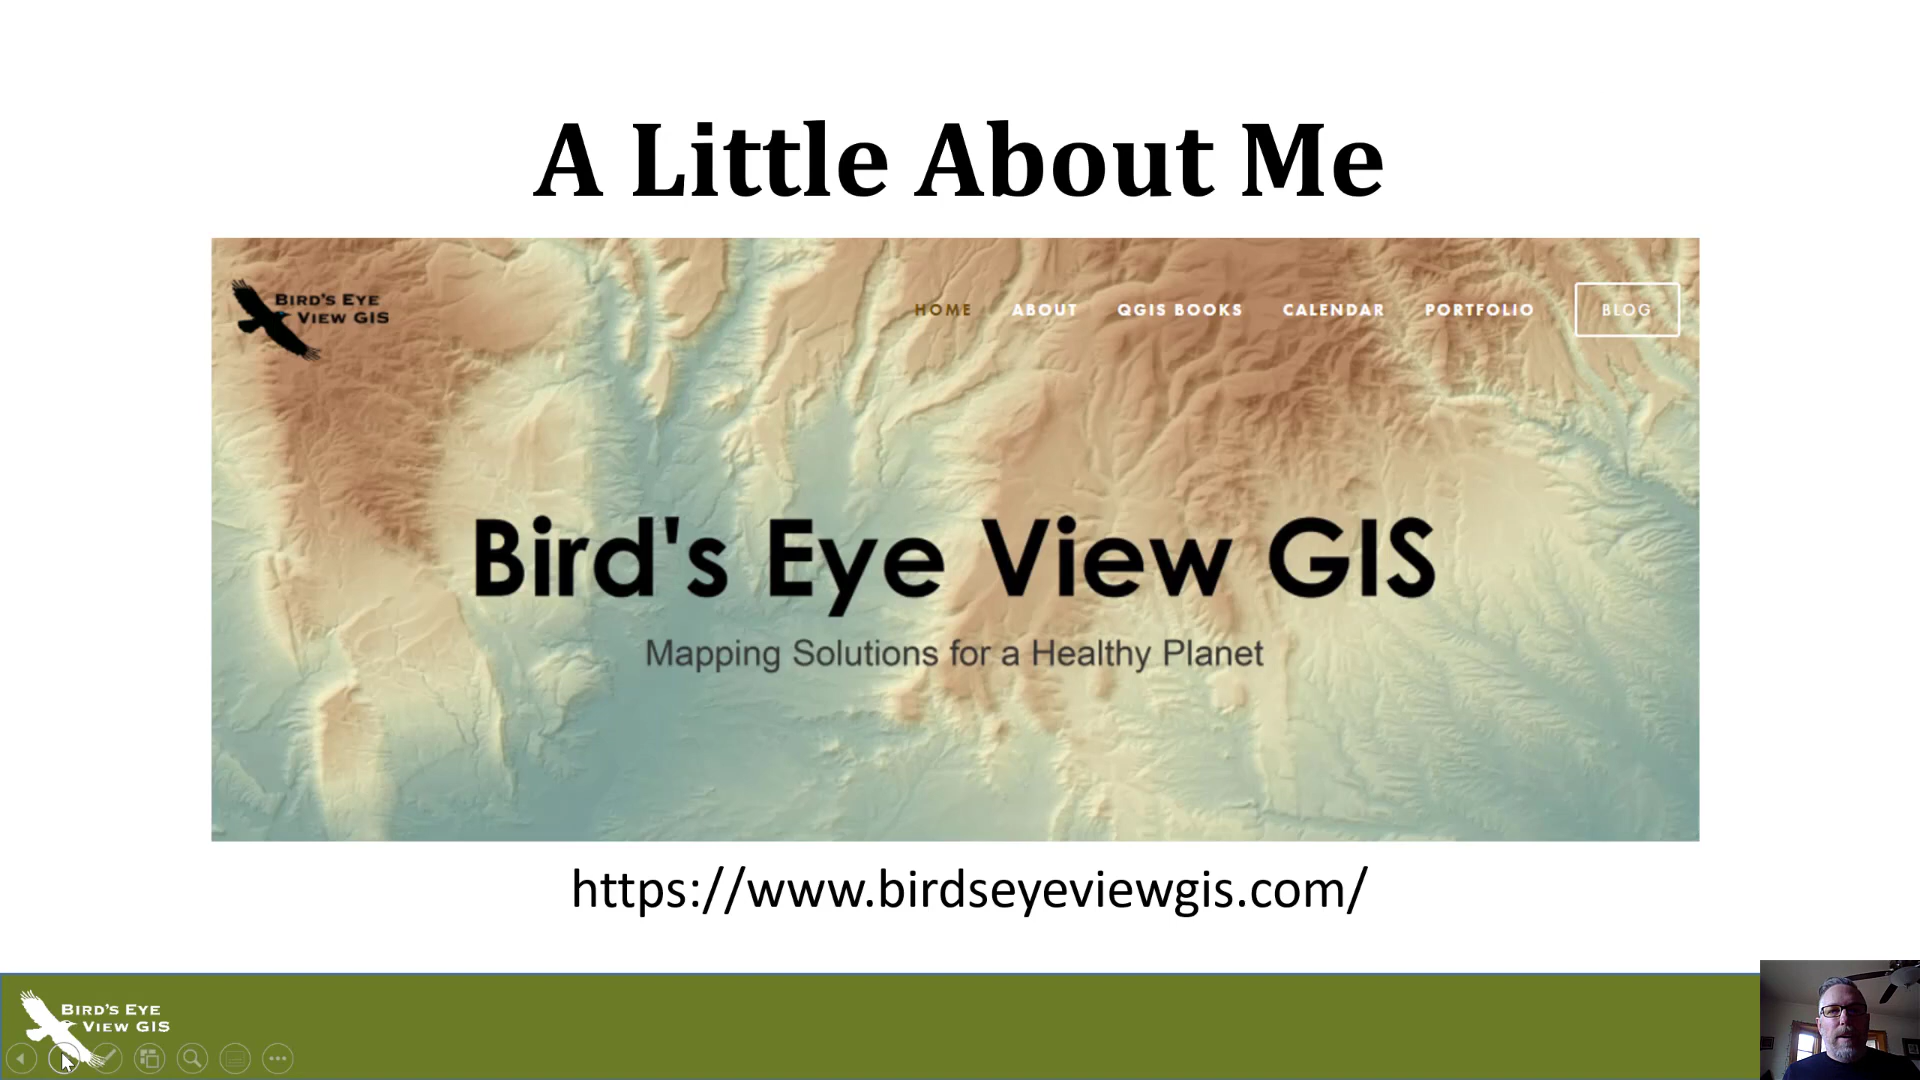 A Little About Me
BIRD'S EYE
VIEW GIS
HOME ABOUT QGIS BOOKS CALENDAR PORTFOLIO BLOG
Bird's Eye View GIS
Mapping Solutions for a Healthy Planet
https://www.birdseyeviewgis.com/
BIRD'S EYE
VIEW GIS